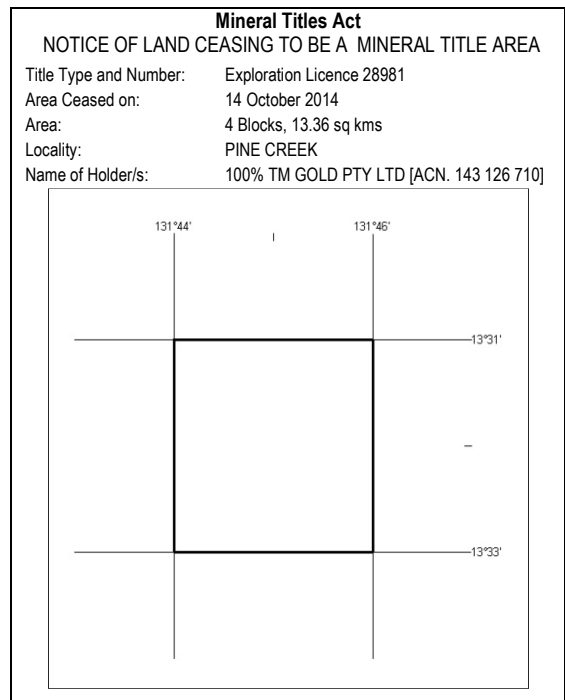 Mineral Titles Act
NOTICE OF LAND CEASING TO BE A MINERAL TITLE AREA
Title Type and Number: Exploration Licence 28981
Area Ceased on: 14 October 2014
Area: 4 Blocks, 13.36 sq kms
Locality: PINE CREEK
Name of Holder/s: 100% TM GOLD PTY LTD [ACN. 143 126 710]
131°44' 131°46'
13°31'
13°33'